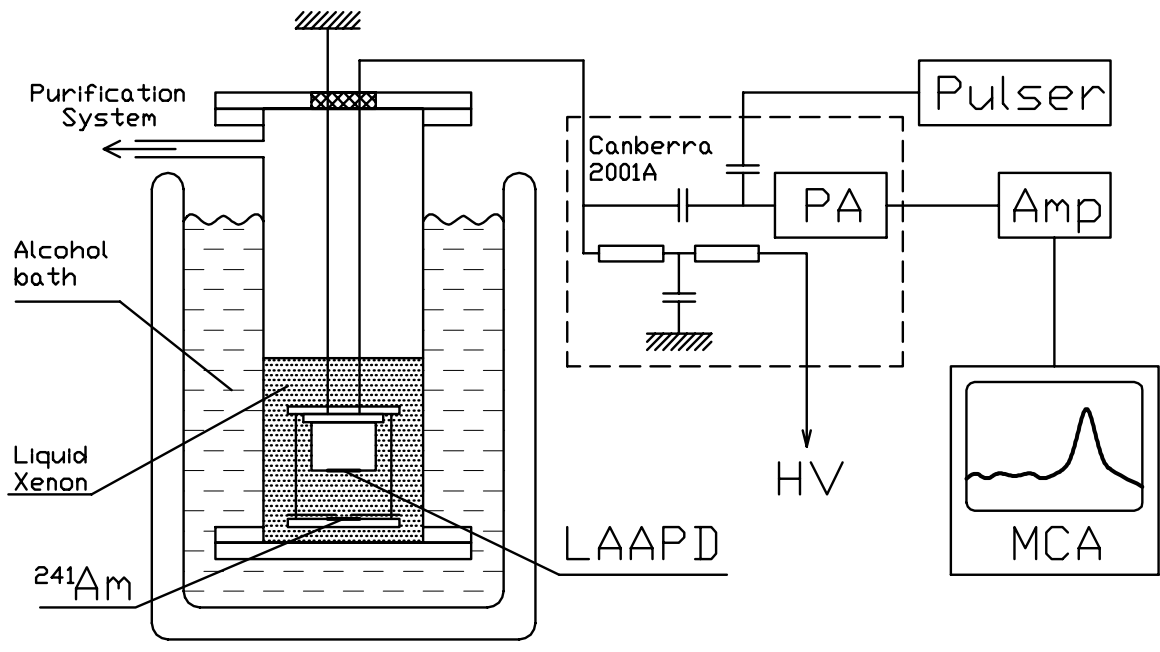 Purification
System
Pulser
Canberra
2001A
PA
Amp
Alcohol
bath
Liquid
Xenon
HV
LAAPD
MCA
²⁴¹Am